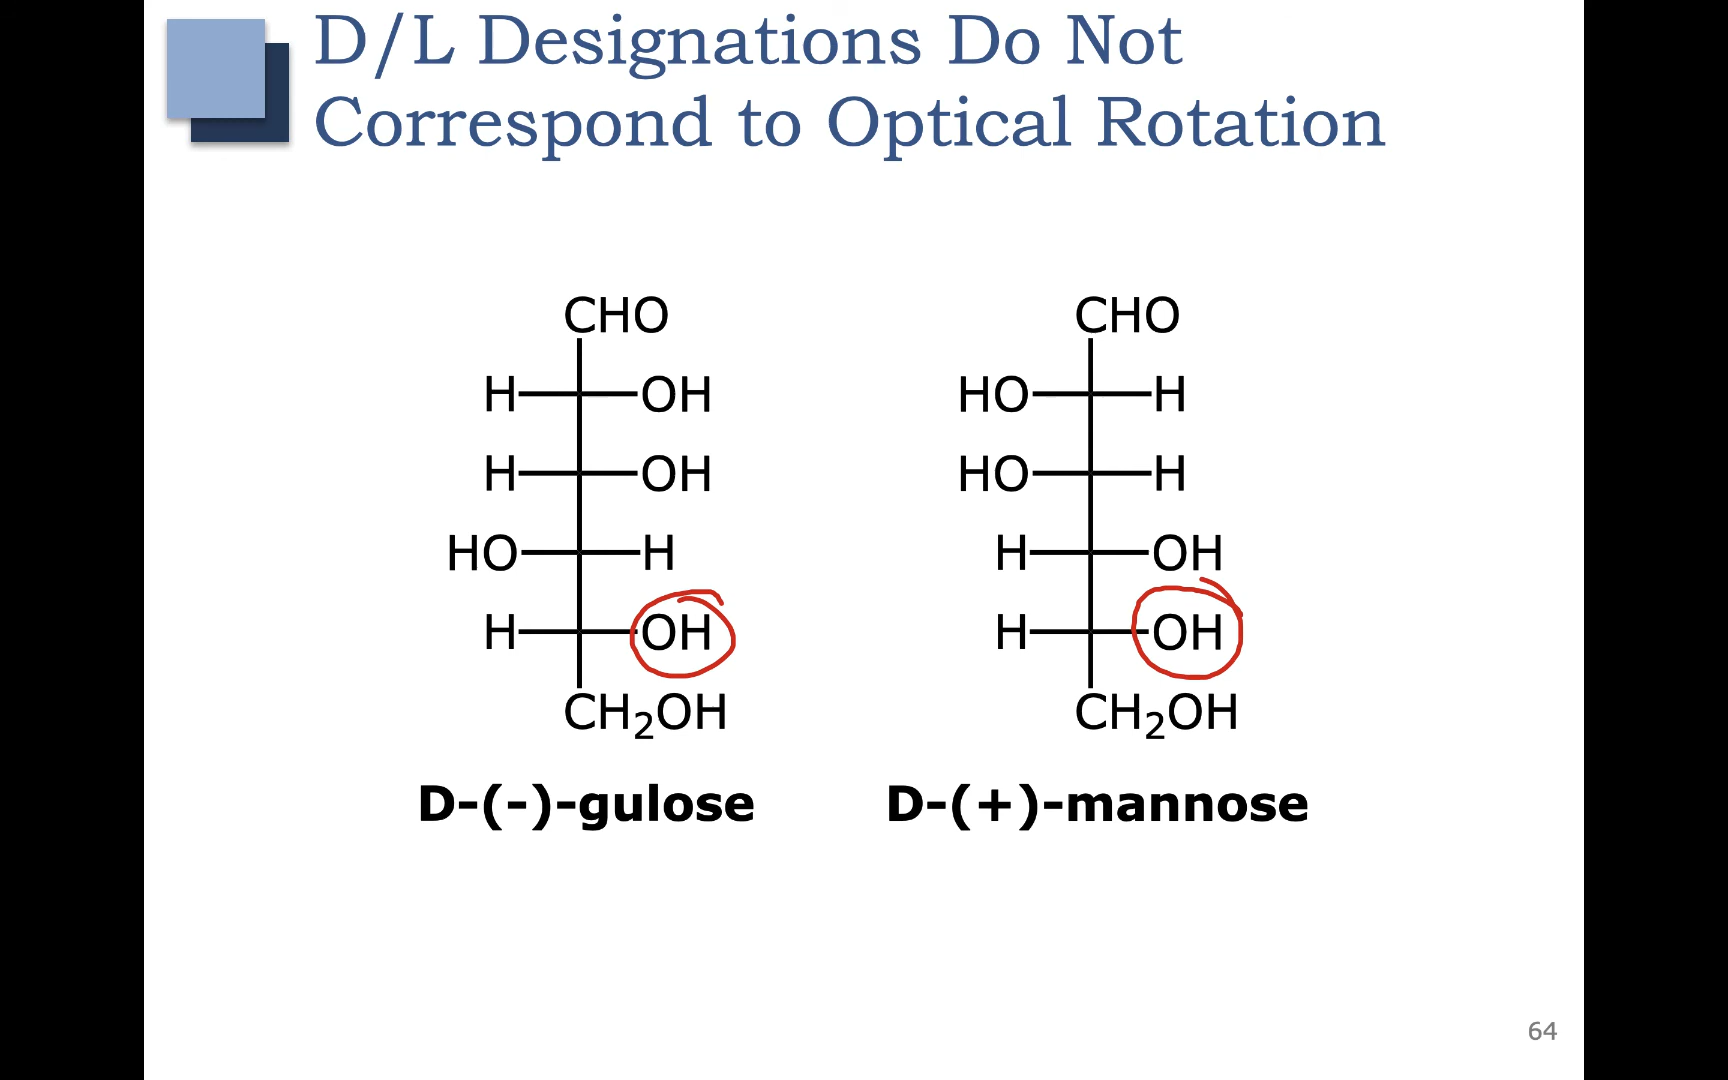 D/L Designations Do Not
Correspond to Optical Rotation
CHO
H OH
H OH
HO H
H OH
CH₂OH
D-(-)-gulose
CHO
HO H
HO H
H OH
H OH
CH₂OH
D-(+)-mannose
64